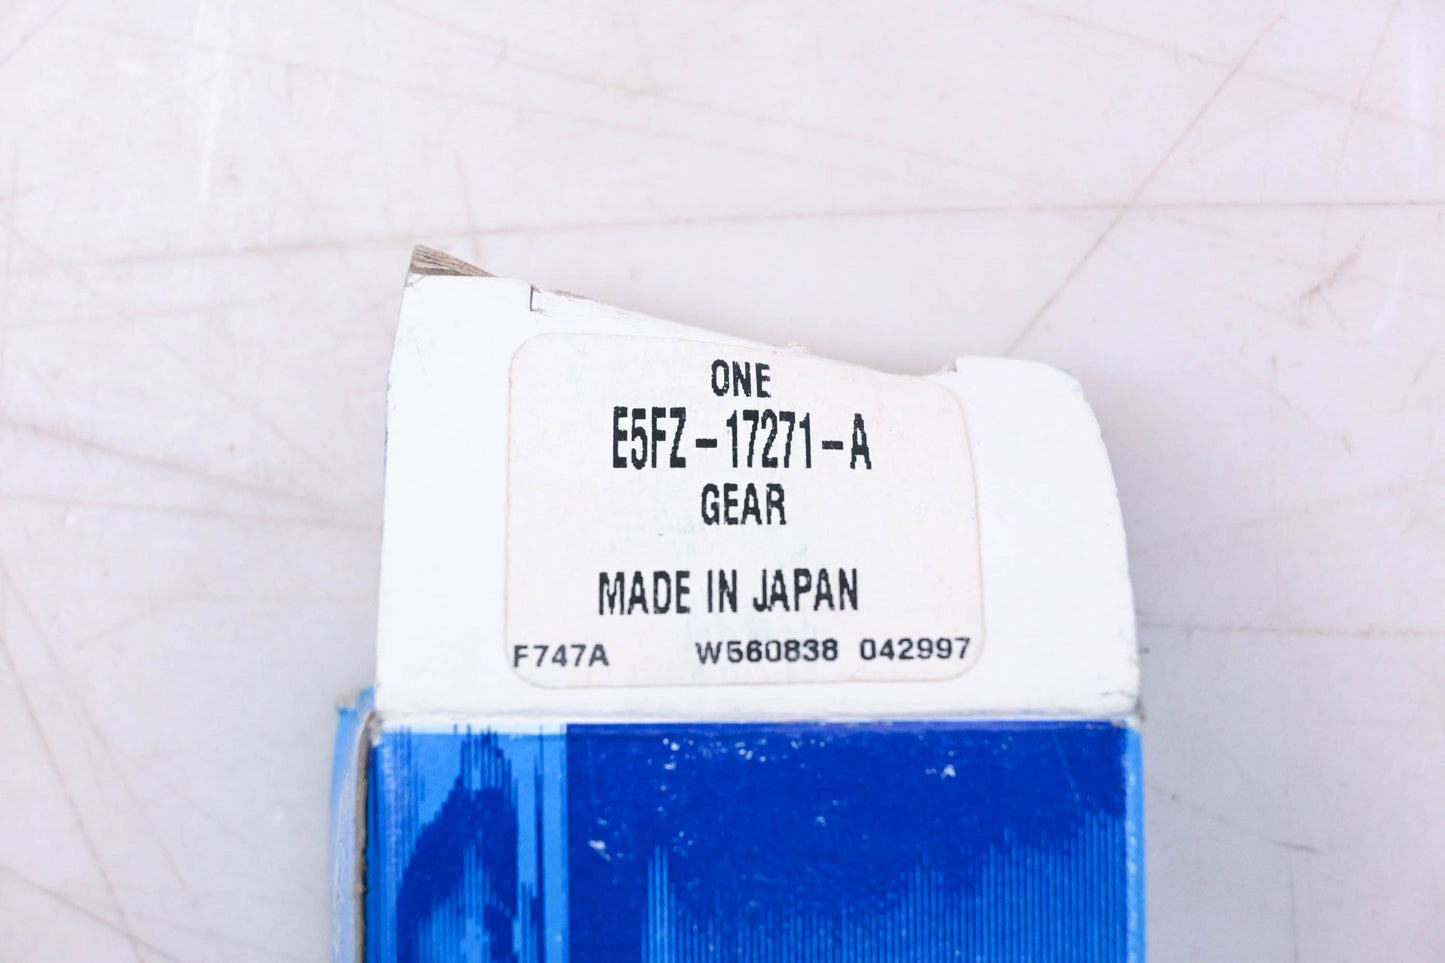 ONE
E5FZ-17271-A
GEAR
MADE IN JAPAN
F747A W560838 042997